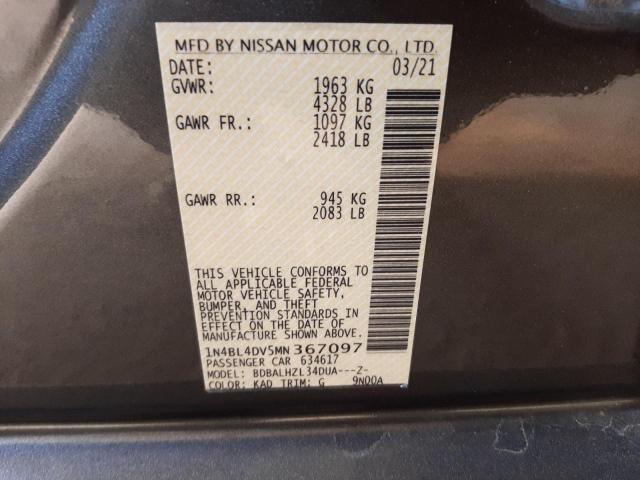 MFD BY NISSAN MOTOR CO., LTD.
DATE: 03/21
GVWR: 1963 KG
4328 LB
GAWR FR.: 1097 KG
2418 LB
GAWR RR.: 945 KG
2083 LB
THIS VEHICLE CONFORMS TO
ALL APPLICABLE FEDERAL
MOTOR VEHICLE SAFETY,
BUMPER, AND THEFT
PREVENTION STANDARDS IN
EFFECT ON THE DATE OF
MANUFACTURE SHOWN ABOVE.
1N4BL4DV5MN367097
PASSENGER CAR 634617
MODEL: BDBALHZL34DUA---Z-
COLOR: KAD TRIM: G 9N00A